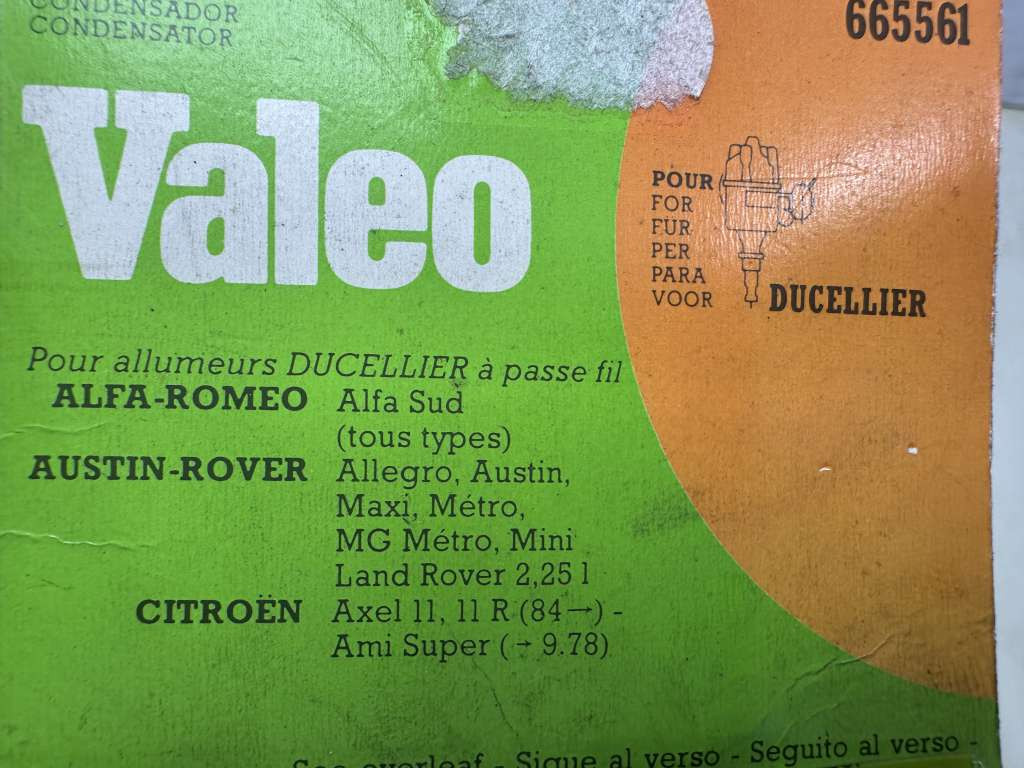 CONDENSADOR
CONDENSATOR
665561
Valeo
POUR
FOR
FÜR
PER
PARA
VOOR
DUCELLIER
Pour allumeurs DUCELLIER à passe fil
ALFA-ROMEO Alfa Sud
(tous types)
AUSTIN-ROVER Allegro, Austin,
Maxi, Métro,
MG Métro, Mini
Land Rover 2,25 l
CITROËN Axel 11, 11 R (84→) -
Ami Super (→ 9.78)
See overleaf - Sigue al verso - Seguito al verso -